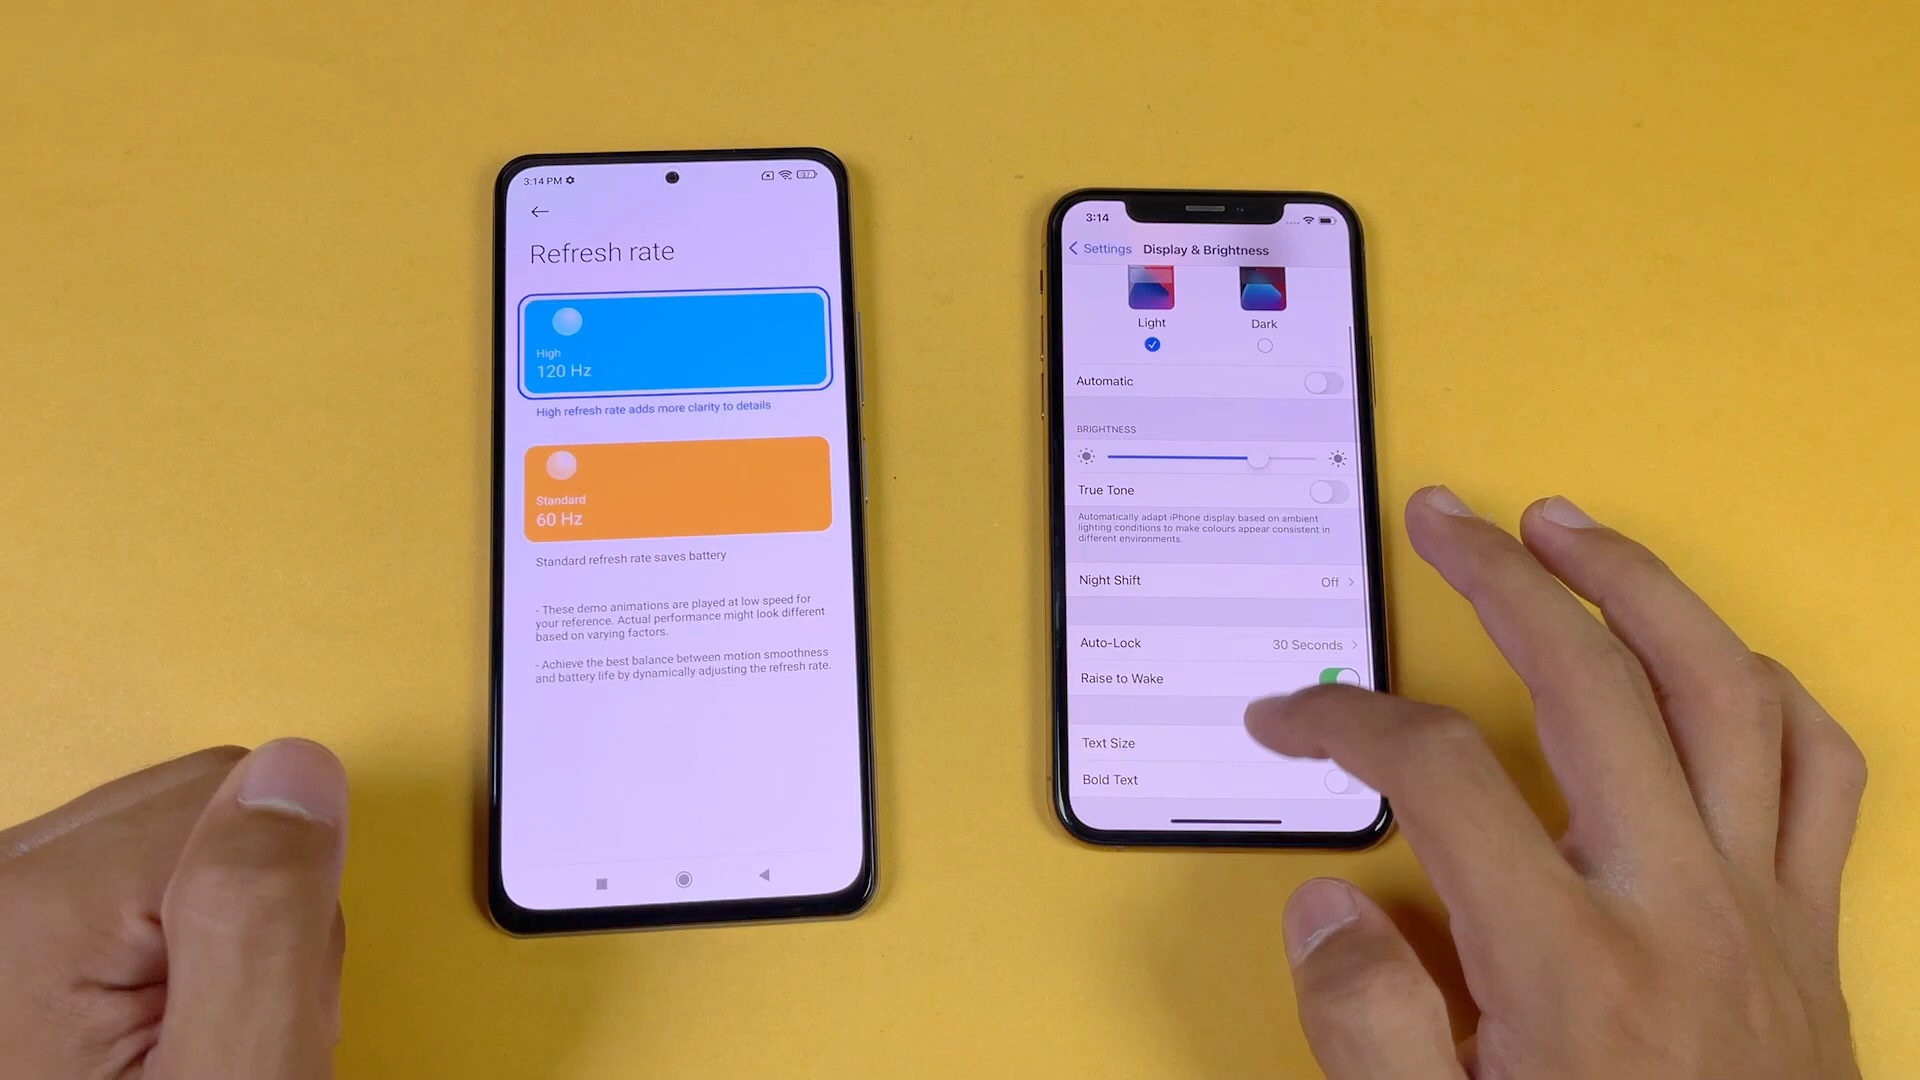 3:14 PM
Refresh rate
High
120 Hz
High refresh rate adds more clarity to details
Standard
60 Hz
Standard refresh rate saves battery
- These demo animations are played at low speed for
your reference. Actual performance might look different
based on varying factors.
- Achieve the best balance between motion smoothness
and battery life by dynamically adjusting the refresh rate.
3:14
Settings
Display & Brightness
Light
Dark
Automatic
BRIGHTNESS
True Tone
Automatically adapt iPhone display based on ambient
lighting conditions to make colours appear consistent in
different environments.
Night Shift
Off
Auto-Lock
30 Seconds
Raise to Wake
Text Size
Bold Text